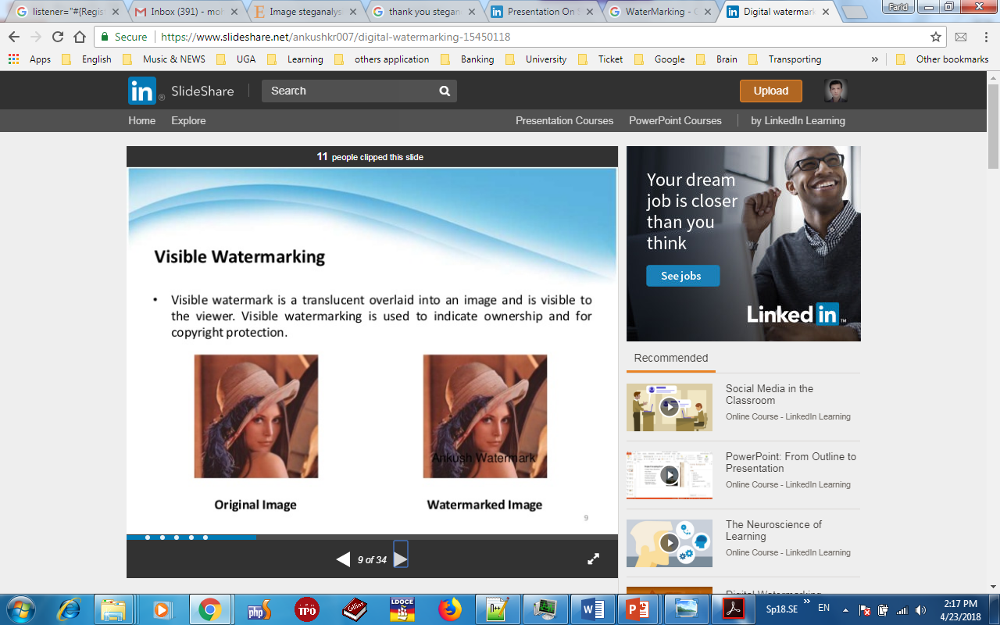 listener="#{Regis
Inbox (391) - moh
Image steganalys
thank you stegan
Presentation On S
WaterMarking - G
Digital watermark
Farid
Secure
https://www.slideshare.net/ankushkr007/digital-watermarking-15450118
Apps
English
Music & NEWS
UGA
Learning
others application
Banking
University
Ticket
Google
Brain
Transporting
»
Other bookmarks
in ® SlideShare
Search
Upload
Home
Explore
Presentation Courses
PowerPoint Courses
by LinkedIn Learning
11 people clipped this slide
Visible Watermarking
• Visible watermark is a translucent overlaid into an image and is visible to
the viewer. Visible watermarking is used to indicate ownership and for
copyright protection.
Ankush Watermark
Original Image
Watermarked Image
9
9 of 34
Your dream
job is closer
than you
think
See jobs
Linked in ™
Recommended
Social Media in the
Classroom
Online Course - LinkedIn Learning
PowerPoint: From Outline to
Presentation
Online Course - LinkedIn Learning
The Neuroscience of
Learning
Online Course - LinkedIn Learning
Digital Watermarking
php
TPO
Collins
LDOCE
Sp18.SE
»
EN
2:17 PM
4/23/2018